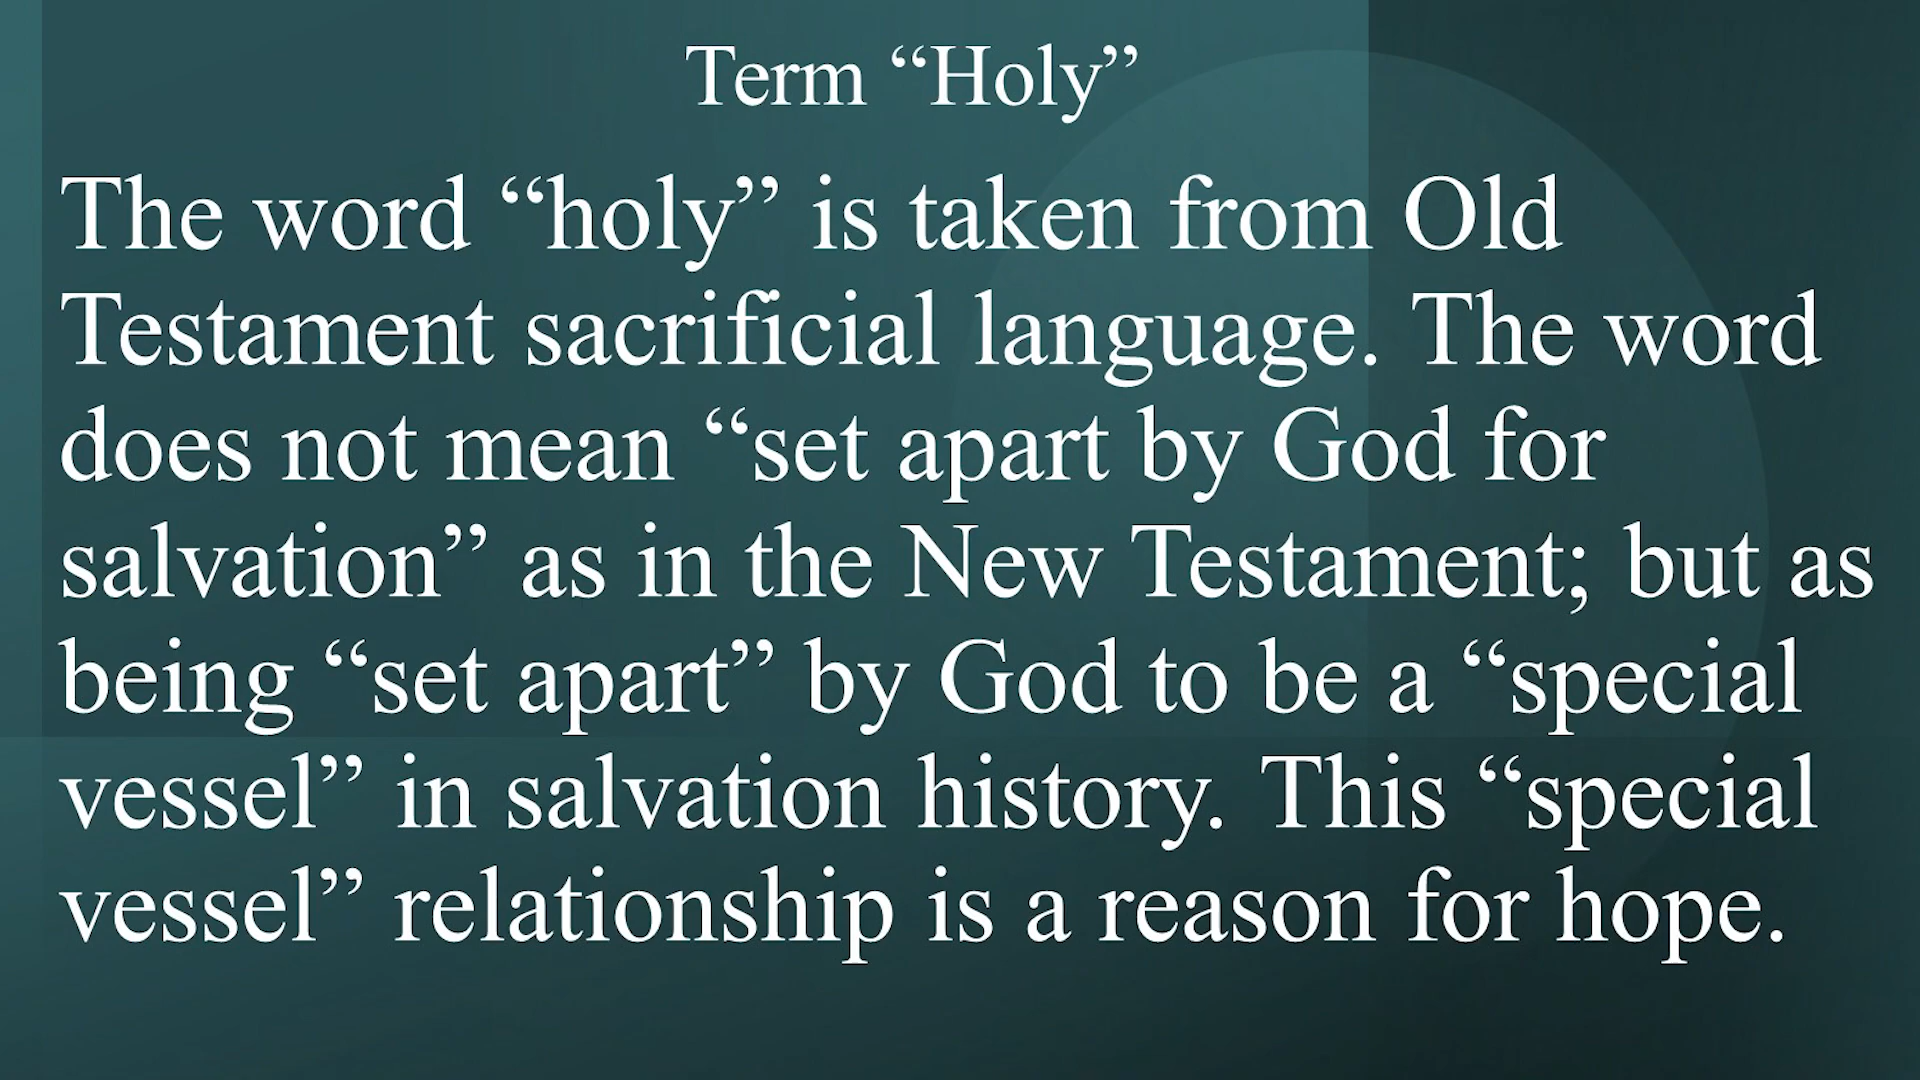 Term “Holy”
The word “holy” is taken from Old
Testament sacrificial language. The word
does not mean “set apart by God for
salvation” as in the New Testament; but as
being “set apart” by God to be a “special
vessel” in salvation history. This “special
vessel” relationship is a reason for hope.